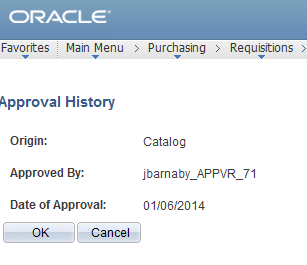 ORACLE
Favorites Main Menu > Purchasing > Requisitions >
Approval History
Origin: Catalog
Approved By: jbarnaby_APPVR_71
Date of Approval: 01/06/2014
OK Cancel